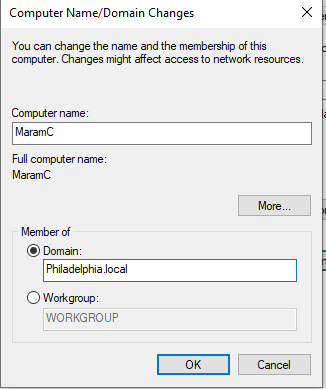 Computer Name/Domain Changes
You can change the name and the membership of this
computer. Changes might affect access to network resources.
Computer name:
MaramC
Full computer name:
MaramC
More...
Member of
Domain:
Philadelphia.local
Workgroup:
WORKGROUP
OK
Cancel